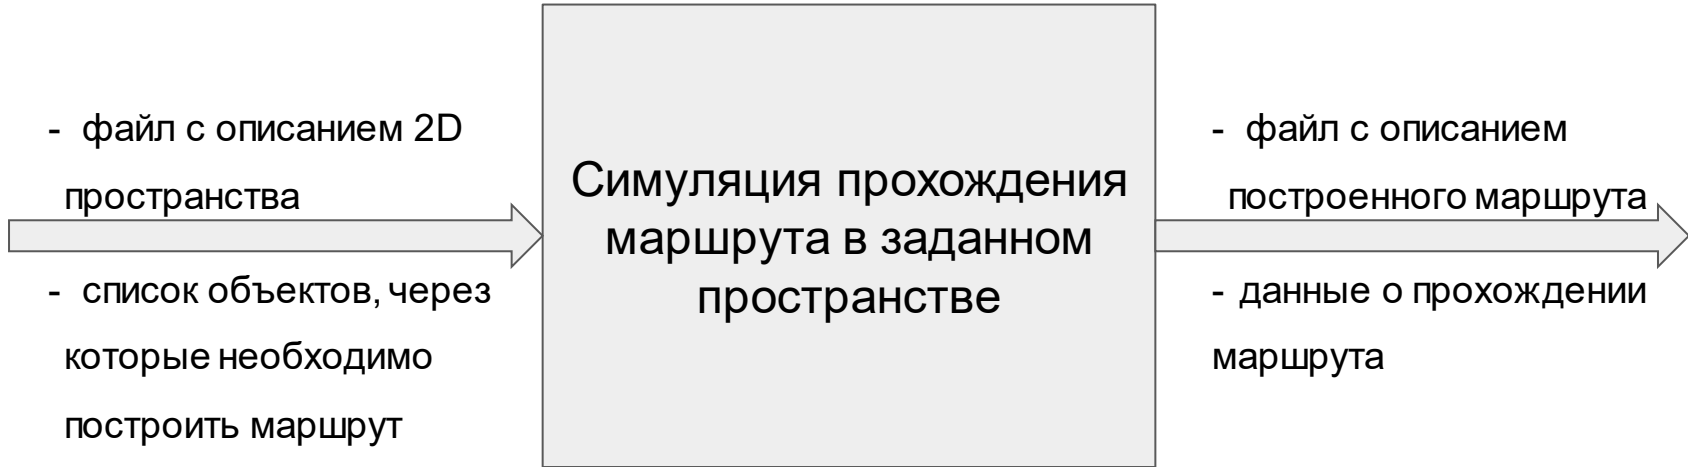 - файл с описанием 2D
пространства
- список объектов, через
которые необходимо
построить маршрут
Симуляция прохождения
маршрута в заданном
пространстве
- файл с описанием
построенного маршрута
- данные о прохождении
маршрута